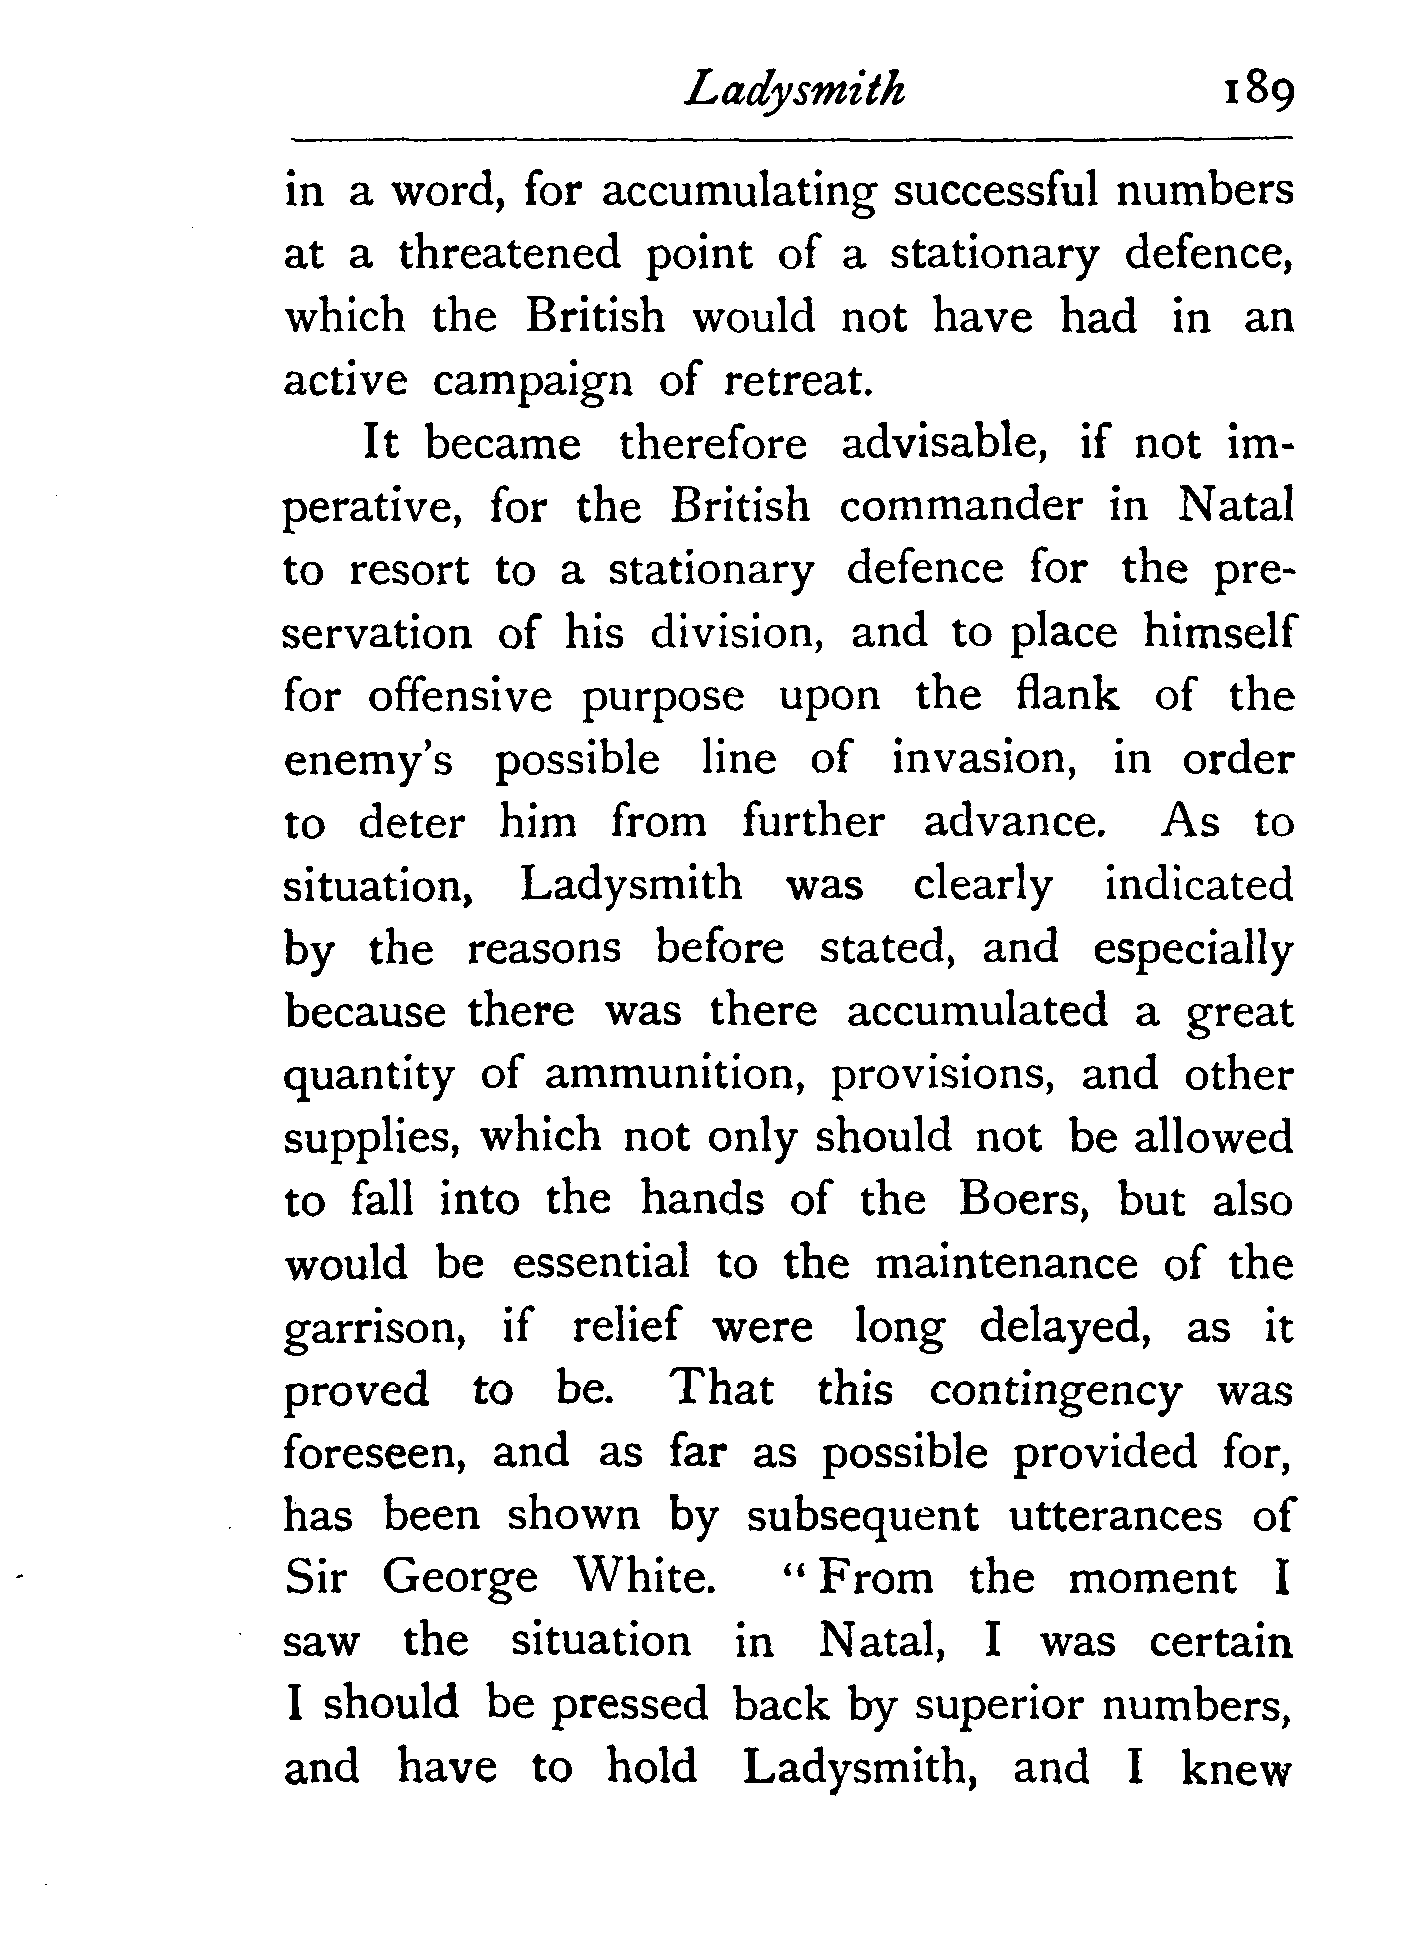 Ladysmith 189
in a word, for accumulating successful numbers
at a threatened point of a stationary defence,
which the British would not have had in an
active campaign of retreat.
It became therefore advisable, if not im-
perative, for the British commander in Natal
to resort to a stationary defence for the pre-
servation of his division, and to place himself
for offensive purpose upon the flank of the
enemy's possible line of invasion, in order
to deter him from further advance. As to
situation, Ladysmith was clearly indicated
by the reasons before stated, and especially
because there was there accumulated a great
quantity of ammunition, provisions, and other
supplies, which not only should not be allowed
to fall into the hands of the Boers, but also
would be essential to the maintenance of the
garrison, if relief were long delayed, as it
proved to be. That this contingency was
foreseen, and as far as possible provided for,
has been shown by subsequent utterances of
Sir George White. “From the moment I
saw the situation in Natal, I was certain
I should be pressed back by superior numbers,
and have to hold Ladysmith, and I knew